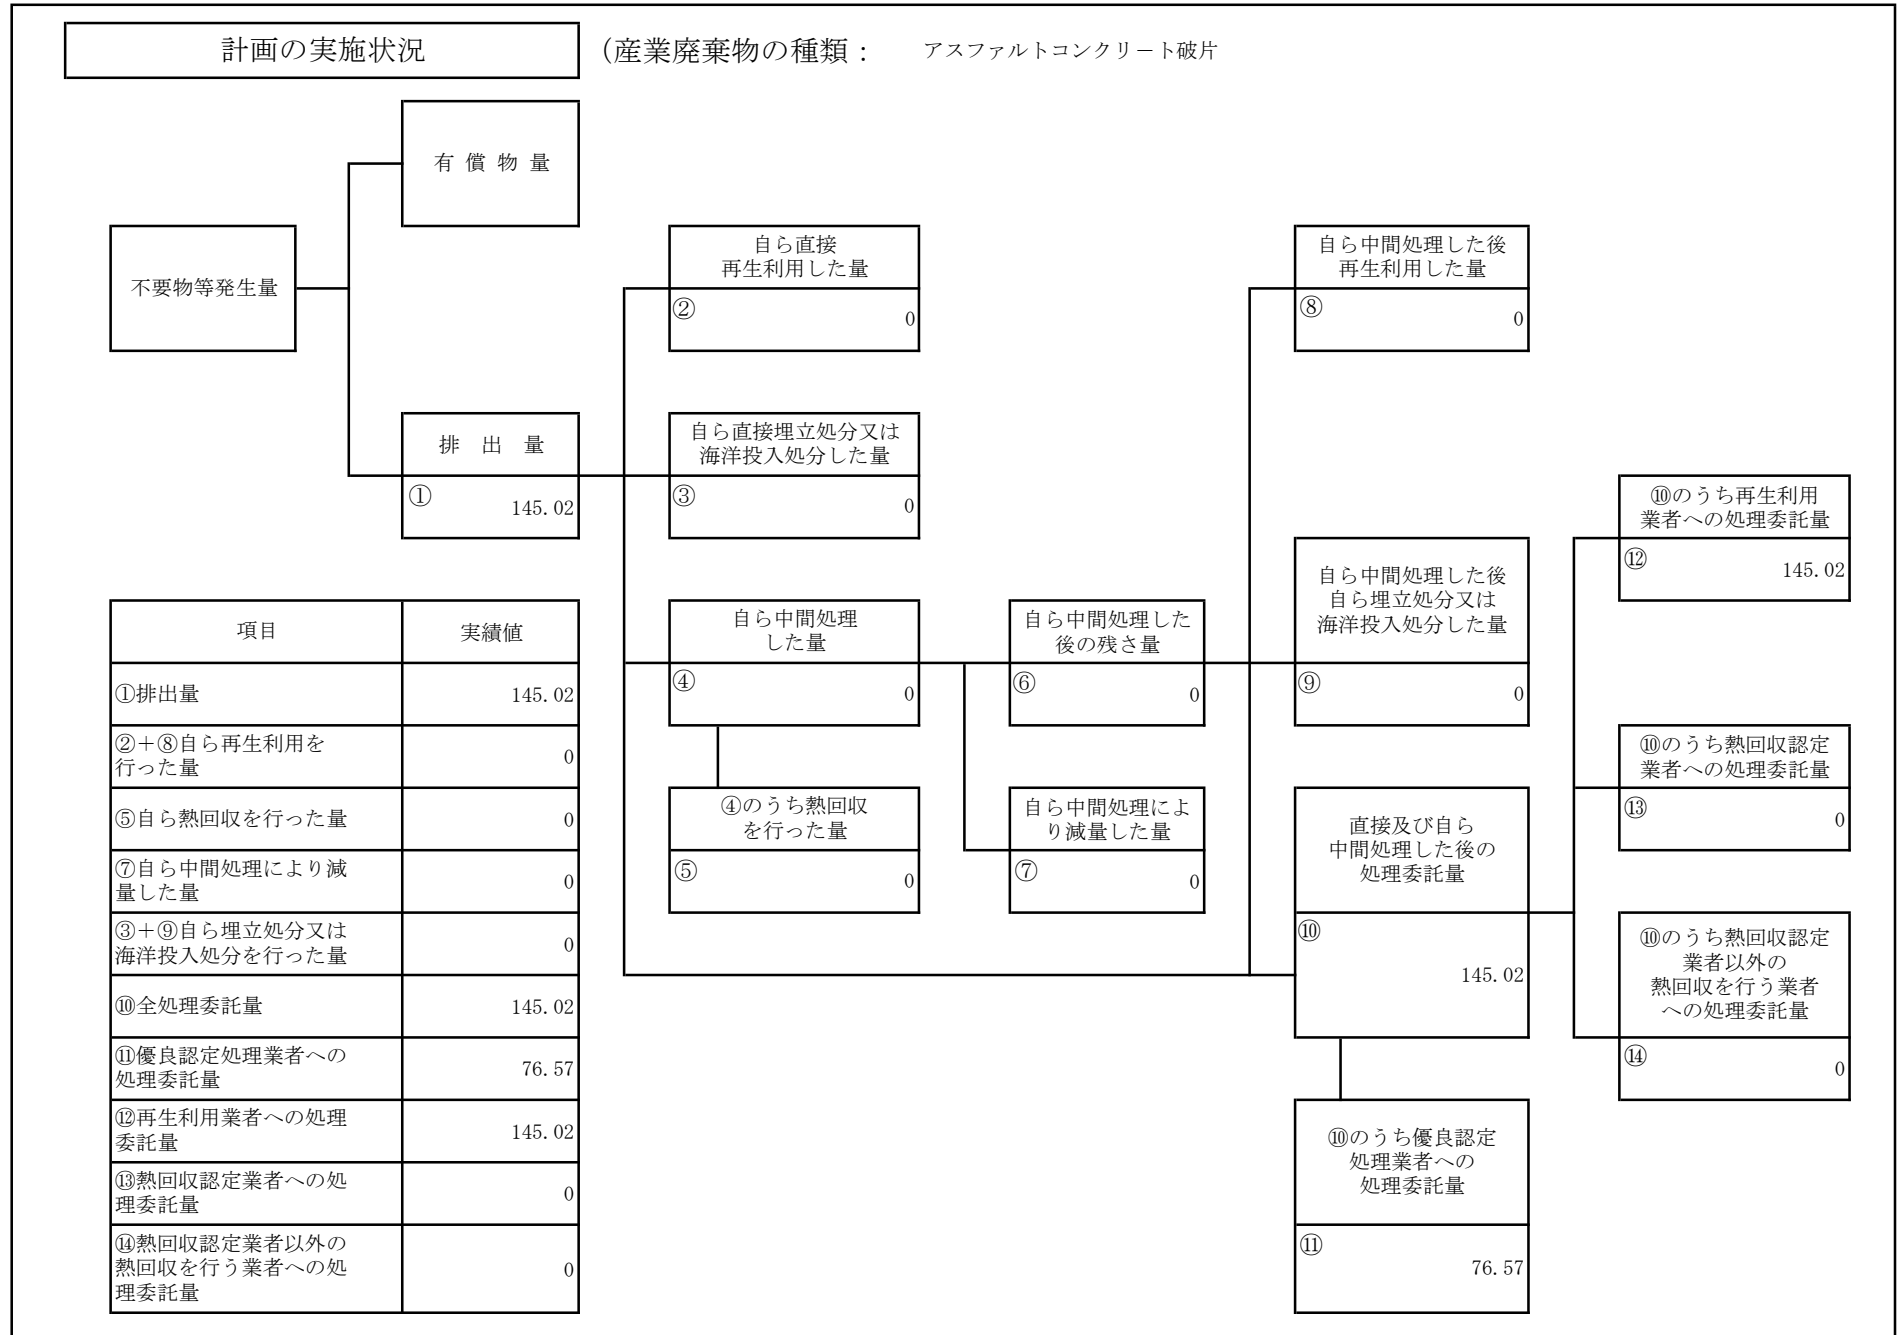 計画の実施状況
（産業廃棄物の種類： アスファルトコンクリート破片
有 償 物 量
不要物等発生量
自ら直接
再生利用した量
②
0
自ら中間処理した後
再生利用した量
⑧
0
排 出 量
①
145.02
自ら直接埋立処分又は
海洋投入処分した量
③
0
⑩のうち再生利用
業者への処理委託量
⑫
145.02
自ら中間処理
した量
④
0
自ら中間処理した
後の残さ量
⑥
0
自ら中間処理した後
自ら埋立処分又は
海洋投入処分した量
⑨
0
⑩のうち熱回収認定
業者への処理委託量
⑬
0
④のうち熱回収
を行った量
⑤
0
自ら中間処理によ
り減量した量
⑦
0
直接及び自ら
中間処理した後の
処理委託量
⑩
145.02
⑩のうち熱回収認定
業者以外の
熱回収を行う業者
への処理委託量
⑭
0
⑩のうち優良認定
処理業者への
処理委託量
⑪
76.57
項目 実績値
①排出量 145.02
②＋⑧自ら再生利用を
行った量 0
⑤自ら熱回収を行った量 0
⑦自ら中間処理により減
量した量 0
③＋⑨自ら埋立処分又は
海洋投入処分を行った量 0
⑩全処理委託量 145.02
⑪優良認定処理業者への
処理委託量 76.57
⑫再生利用業者への処理
委託量 145.02
⑬熱回収認定業者への処
理委託量 0
⑭熱回収認定業者以外の
熱回収を行う業者への処
理委託量 0